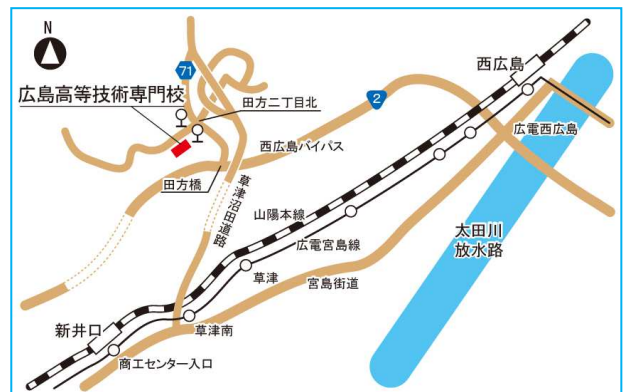 N
71
広島高等技術専門校
田方二丁目北
西広島
2
西広島バイパス
広電西広島
田方橋
草津沼田道路
山陽本線
広電宮島線
太田川
放水路
草津
宮島街道
新井口
草津南
商工センター入口